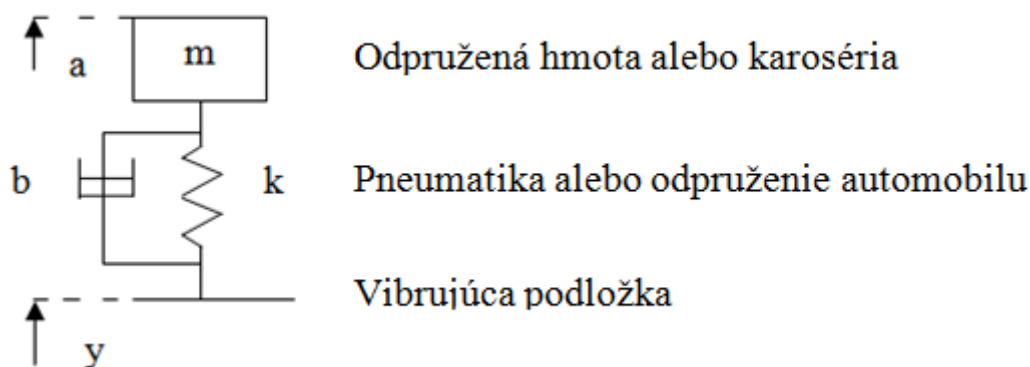 a
m
Odpružená hmota alebo karoséria
b
k
Pneumatika alebo odpruženie automobilu
Vibrujúca podložka
y